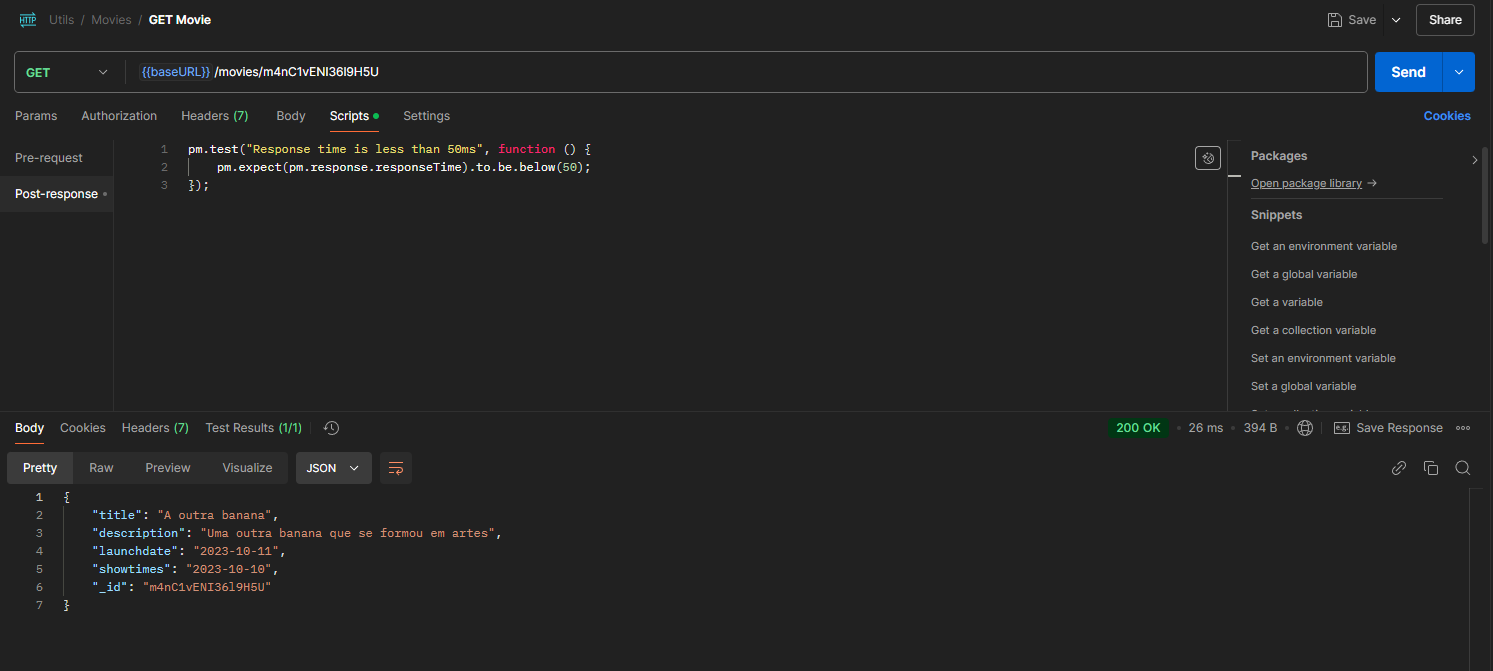 HTTP Utils / Movies / GET Movie Save Share
GET {{baseURL}} /movies/m4nC1vENI36l9H5U Send
Params Authorization Headers (7) Body Scripts Settings Cookies
Pre-request
Post-response
1 pm.test("Response time is less than 50ms", function () {
2 pm.expect(pm.response.responseTime).to.be.below(50);
3 });
Packages
Open package library →
Snippets
Get an environment variable
Get a global variable
Get a variable
Get a collection variable
Set an environment variable
Set a global variable
Body Cookies Headers (7) Test Results (1/1) 200 OK • 26 ms • 394 B • e.g. Save Response
Pretty Raw Preview Visualize JSON
1 {
2 "title": "A outra banana",
3 "description": "Uma outra banana que se formou em artes",
4 "launchdate": "2023-10-11",
5 "showtimes": "2023-10-10",
6 "_id": "m4nC1vENI36l9H5U"
7 }